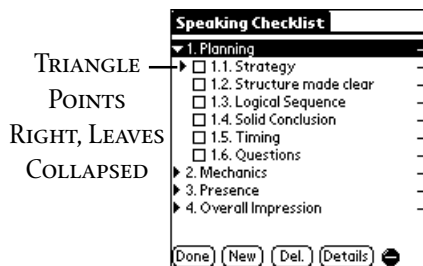 Speaking Checklist
1. Planning
1.1. Strategy
1.2. Structure made clear
1.3. Logical Sequence
1.4. Solid Conclusion
1.5. Timing
1.6. Questions
2. Mechanics
3. Presence
4. Overall Impression
Done New Del. Details
Triangle
Points
Right, Leaves
Collapsed